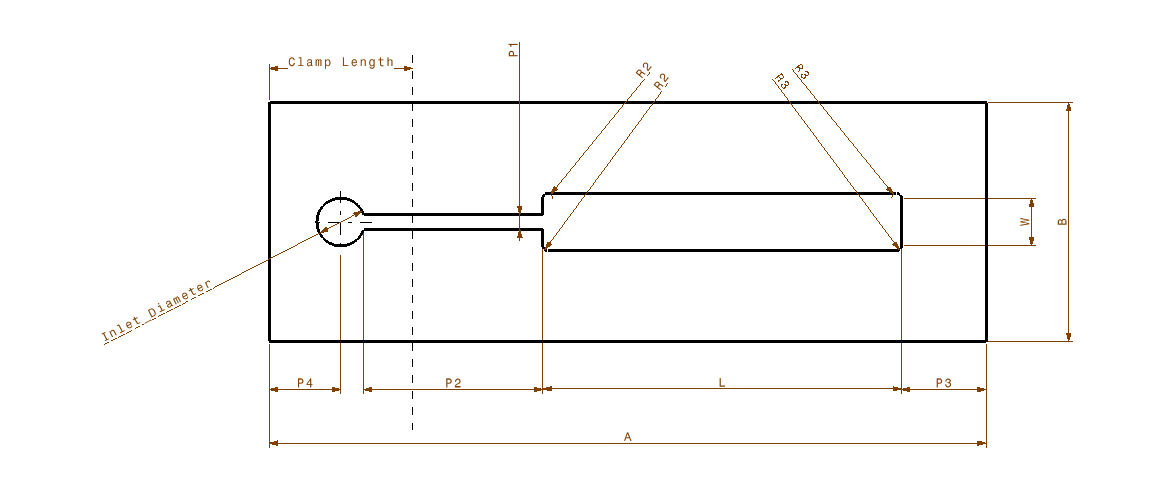 Clamp Length
P1
R2
R2
R3
R3
W
B
Inlet Diameter
P4
P2
L
P3
A